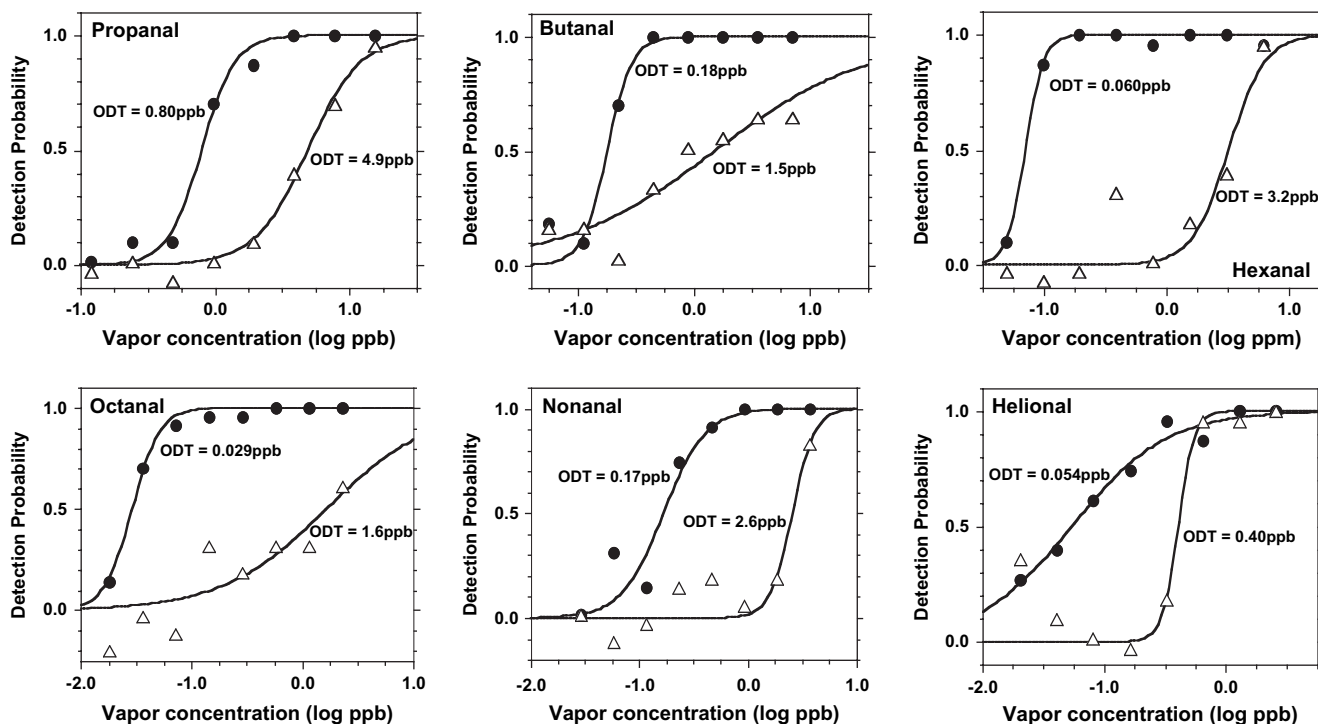 Propanal
Detection Probability
1.0
0.5
0.0
ODT = 0.80ppb
ODT = 4.9ppb
-1.0
0.0
1.0
Vapor concentration (log ppb)
Butanal
Detection Probability
1.0
0.5
0.0
ODT = 0.18ppb
ODT = 1.5ppb
-1.0
0.0
1.0
Vapor concentration (log ppb)
Detection Probability
1.0
0.5
0.0
ODT = 0.060ppb
ODT = 3.2ppb
Hexanal
-1.0
0.0
1.0
Vapor concentration (log ppm)
Octanal
Detection Probability
1.0
0.5
0.0
ODT = 0.029ppb
ODT = 1.6ppb
-2.0
-1.0
0.0
1.0
Vapor concentration (log ppb)
Nonanal
Detection Probability
1.0
0.5
0.0
ODT = 0.17ppb
ODT = 2.6ppb
-2.0
-1.0
0.0
1.0
Vapor concentration (log ppb)
Helional
Detection Probability
1.0
0.5
0.0
ODT = 0.054ppb
ODT = 0.40ppb
-2.0
-1.0
0.0
Vapor concentration (log ppb)